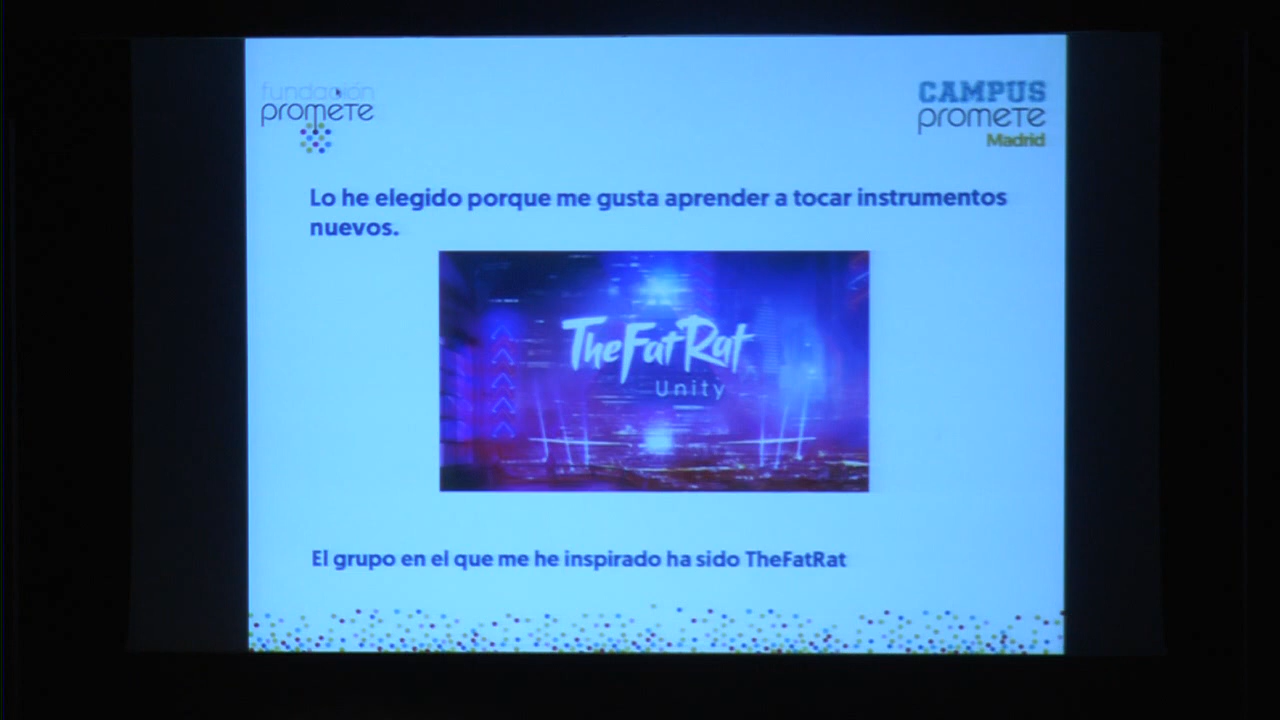 fundación
promete
CAMPUS
promete
Madrid
Lo he elegido porque me gusta aprender a tocar instrumentos
nuevos.
TheFatRat
Unity
El grupo en el que me he inspirado ha sido TheFatRat